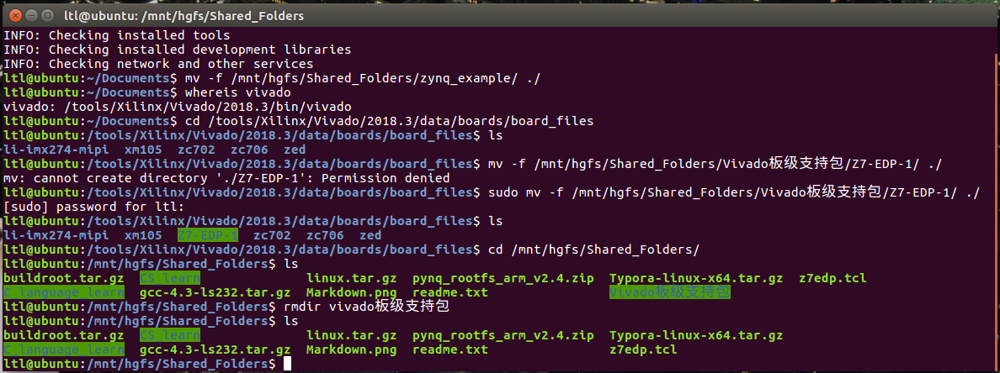 ltl@ubuntu: /mnt/hgfs/Shared_Folders
INFO: Checking installed tools
INFO: Checking installed development libraries
INFO: Checking network and other services
ltl@ubuntu:~/Documents$ mv -f /mnt/hgfs/Shared_Folders/zynq_example/ ./
ltl@ubuntu:~/Documents$ whereis vivado
vivado: /tools/Xilinx/Vivado/2018.3/bin/vivado
ltl@ubuntu:~/Documents$ cd /tools/Xilinx/Vivado/2018.3/data/boards/board_files
ltl@ubuntu:/tools/Xilinx/Vivado/2018.3/data/boards/board_files$ ls
li-imx274-mipi  xm105  zc702  zc706  zed
ltl@ubuntu:/tools/Xilinx/Vivado/2018.3/data/boards/board_files$ mv -f /mnt/hgfs/Shared_Folders/Vivado板级支持包/Z7-EDP-1/ ./
mv: cannot create directory './Z7-EDP-1': Permission denied
ltl@ubuntu:/tools/Xilinx/Vivado/2018.3/data/boards/board_files$ sudo mv -f /mnt/hgfs/Shared_Folders/Vivado板级支持包/Z7-EDP-1/ ./
[sudo] password for ltl:
ltl@ubuntu:/tools/Xilinx/Vivado/2018.3/data/boards/board_files$ ls
li-imx274-mipi  xm105  Z7-EDP-1  zc702  zc706  zed
ltl@ubuntu:/tools/Xilinx/Vivado/2018.3/data/boards/board_files$ cd /mnt/hgfs/Shared_Folders/
ltl@ubuntu:/mnt/hgfs/Shared_Folders$ ls
buildroot.tar.gz  CS_learn  linux.tar.gz  pynq_rootfs_arm_v2.4.zip  Typora-linux-x64.tar.gz  z7edp.tcl
C_language_learn  gcc-4.3-ls232.tar.gz  Markdown.png  readme.txt  Vivado板级支持包
ltl@ubuntu:/mnt/hgfs/Shared_Folders$ rmdir vivado板级支持包
ltl@ubuntu:/mnt/hgfs/Shared_Folders$ ls
buildroot.tar.gz  CS_learn  linux.tar.gz  pynq_rootfs_arm_v2.4.zip  Typora-linux-x64.tar.gz
C_language_learn  gcc-4.3-ls232.tar.gz  Markdown.png  readme.txt  z7edp.tcl
ltl@ubuntu:/mnt/hgfs/Shared_Folders$